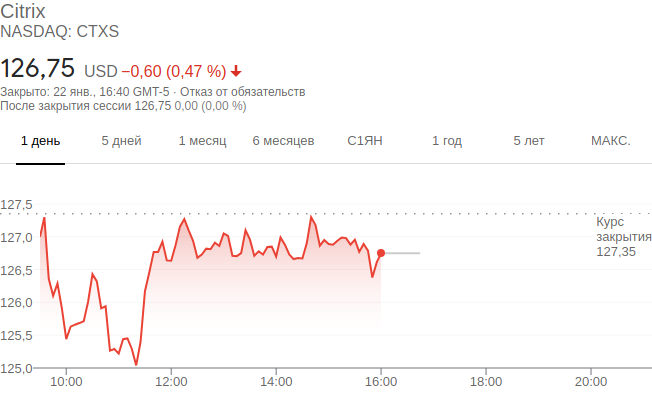 Citrix
NASDAQ: CTXS
126,75 USD −0,60 (0,47 %)
Закрыто: 22 янв., 16:40 GMT-5 · Отказ от обязательств
После закрытия сессии 126,75 0,00 (0,00 %)
1 день 5 дней 1 месяц 6 месяцев С1ЯН 1 год 5 лет МАКС.
127,5
127,0
126,5
126,0
125,5
125,0
Курс
закрытия
127,35
10:00 12:00 14:00 16:00 18:00 20:00